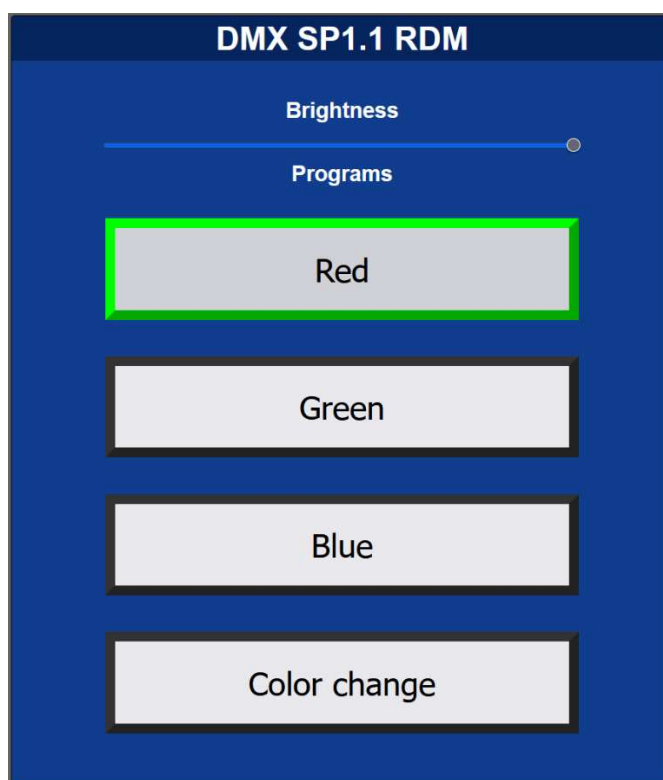 DMX SP1.1 RDM
Brightness
Programs
Red
Green
Blue
Color change